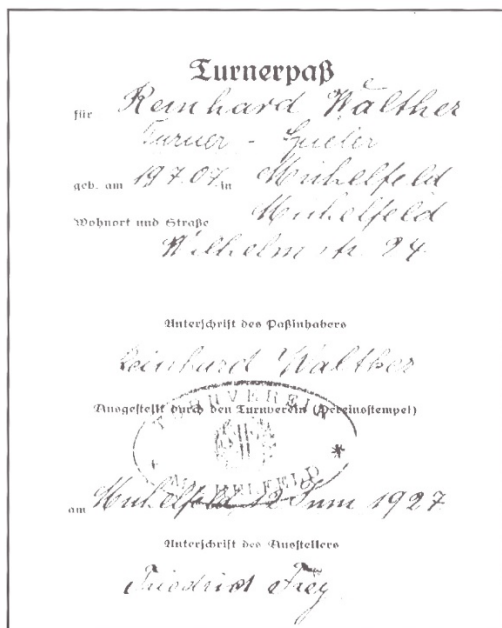 Turnerpaß
für Reinhard Walther
Turner - Spieler
geb. am 19.7.07. in Michelfeld
Wohnort und Straße Michelfeld
Wilhelmstr. 94
Unterschrift des Paßinhabers
Reinhard Walther
TURNVEREIN
Ausgestellt durch den Turnverein (Vereinsstempel)
MICHELFELD
am Michelfeld, 12 Juni 1927
Unterschrift des Ausstellers
Friedrich Frey